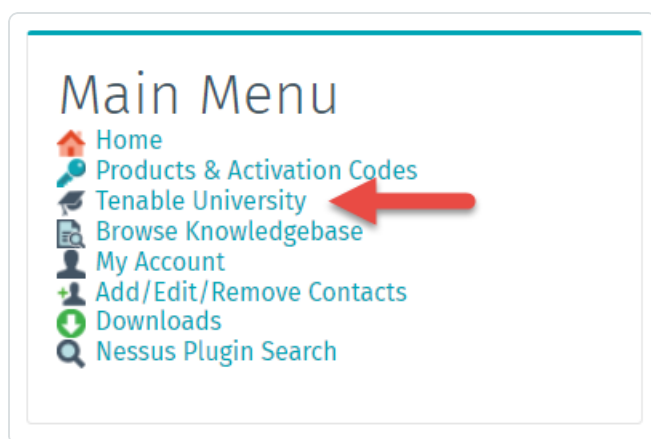 Main Menu
Home
Products & Activation Codes
Tenable University
Browse Knowledgebase
My Account
Add/Edit/Remove Contacts
Downloads
Nessus Plugin Search